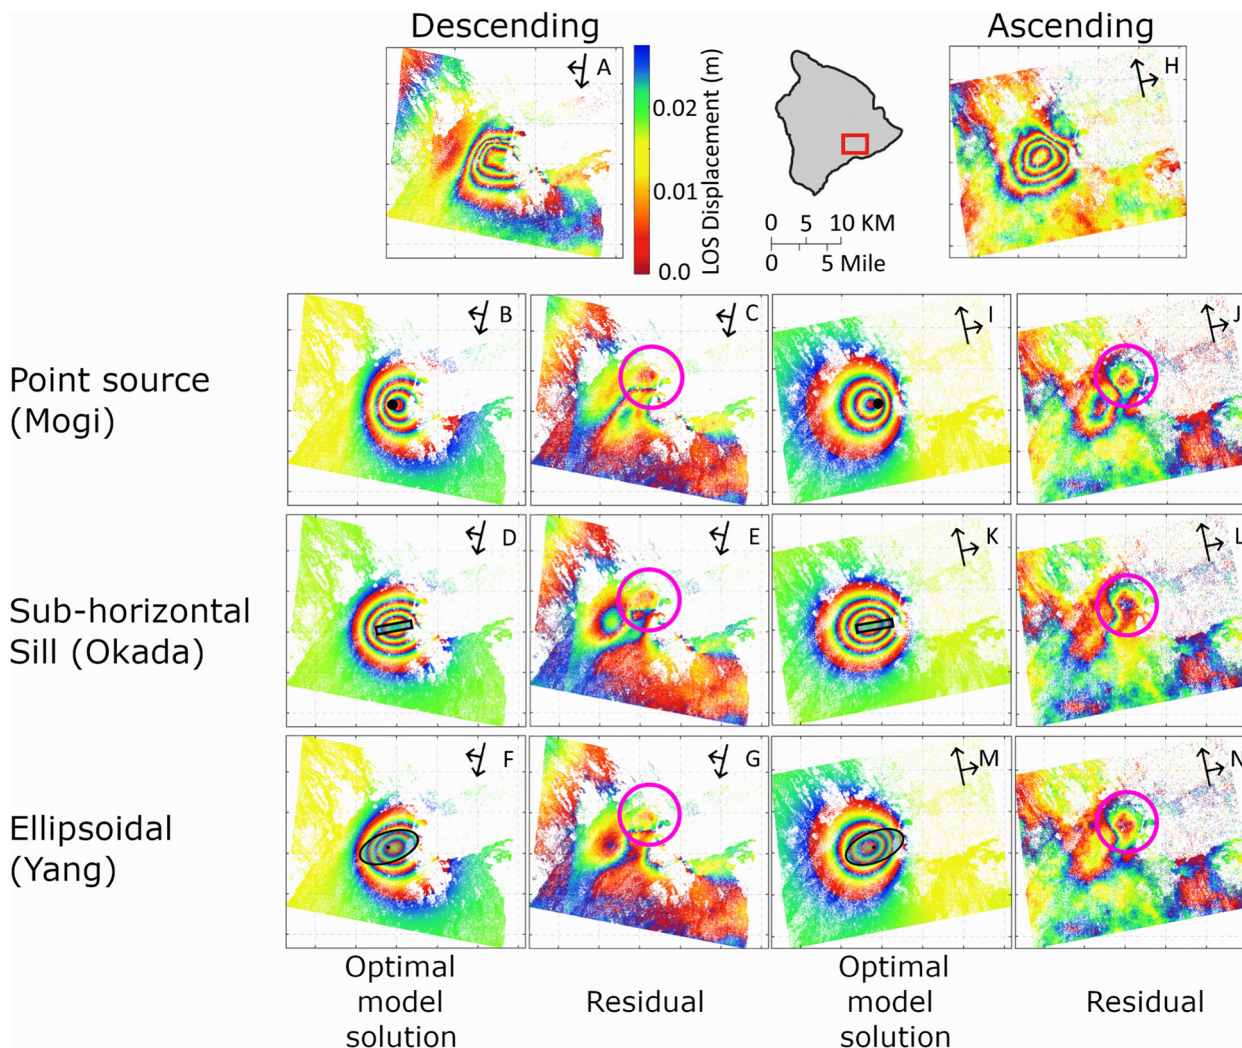 Descending
Ascending
A
H
0.02
0.01
0.0
LOS Displacement (m)
0 5 10 KM
0 5 Mile
Point source
(Mogi)
B
C
I
J
Sub-horizontal
Sill (Okada)
D
E
K
L
Ellipsoidal
(Yang)
F
G
M
N
Optimal
model
solution
Residual
Optimal
model
solution
Residual